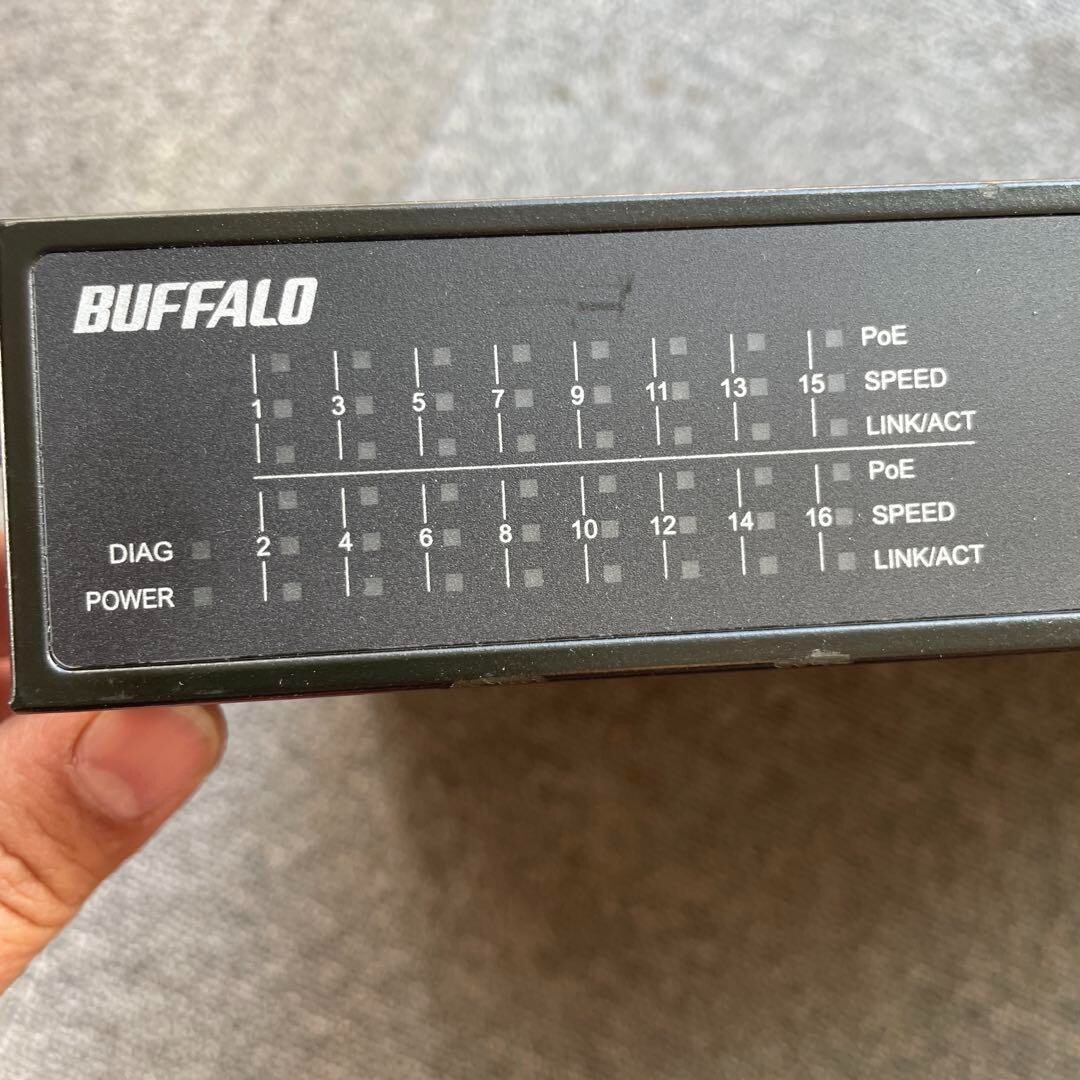 BUFFALO
PoE
1 3 5 7 9 11 13 15 SPEED
LINK/ACT
PoE
2 4 6 8 10 12 14 16 SPEED
DIAG LINK/ACT
POWER